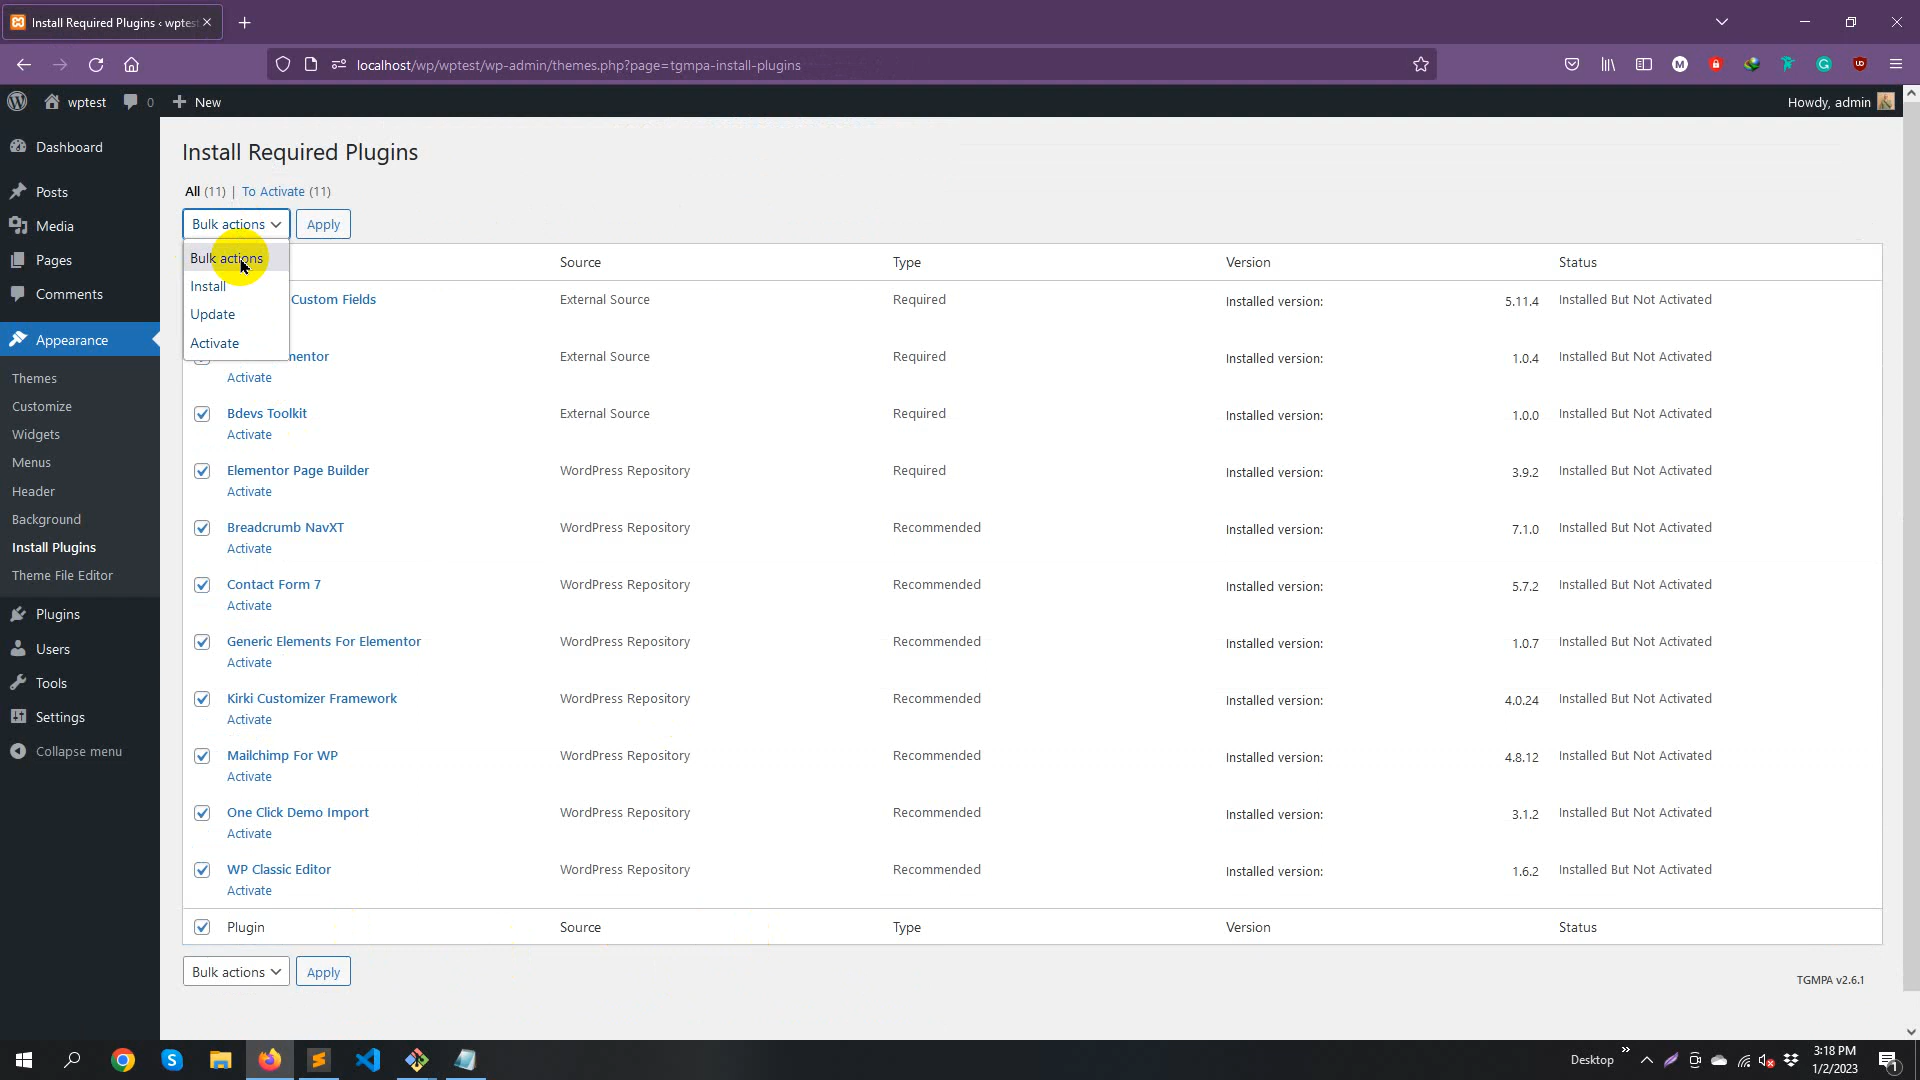 Install Required Plugins ‹ wptes
localhost/wp/wptest/wp-admin/themes.php?page=tgmpa-install-plugins
wptest 0 New Howdy, admin
Dashboard
Posts
Media
Pages
Comments
Appearance
Themes
Customize
Widgets
Menus
Header
Background
Install Plugins
Theme File Editor
Plugins
Users
Tools
Settings
Collapse menu
Install Required Plugins
All (11) | To Activate (11)
Bulk actions Apply
Bulk actions
Install
Update
Activate
Source Type Version Status
Custom Fields External Source Required Installed version: 5.11.4 Installed But Not Activated
External Source Required Installed version: 1.0.4 Installed But Not Activated
Activate
Bdevs Toolkit External Source Required Installed version: 1.0.0 Installed But Not Activated
Activate
Elementor Page Builder WordPress Repository Required Installed version: 3.9.2 Installed But Not Activated
Activate
Breadcrumb NavXT WordPress Repository Recommended Installed version: 7.1.0 Installed But Not Activated
Activate
Contact Form 7 WordPress Repository Recommended Installed version: 5.7.2 Installed But Not Activated
Activate
Generic Elements For Elementor WordPress Repository Recommended Installed version: 1.0.7 Installed But Not Activated
Activate
Kirki Customizer Framework WordPress Repository Recommended Installed version: 4.0.24 Installed But Not Activated
Activate
Mailchimp For WP WordPress Repository Recommended Installed version: 4.8.12 Installed But Not Activated
Activate
One Click Demo Import WordPress Repository Recommended Installed version: 3.1.2 Installed But Not Activated
Activate
WP Classic Editor WordPress Repository Recommended Installed version: 1.6.2 Installed But Not Activated
Activate
Plugin Source Type Version Status
Bulk actions Apply
TGMPA v2.6.1
Desktop
3:18 PM
1/2/2023
1